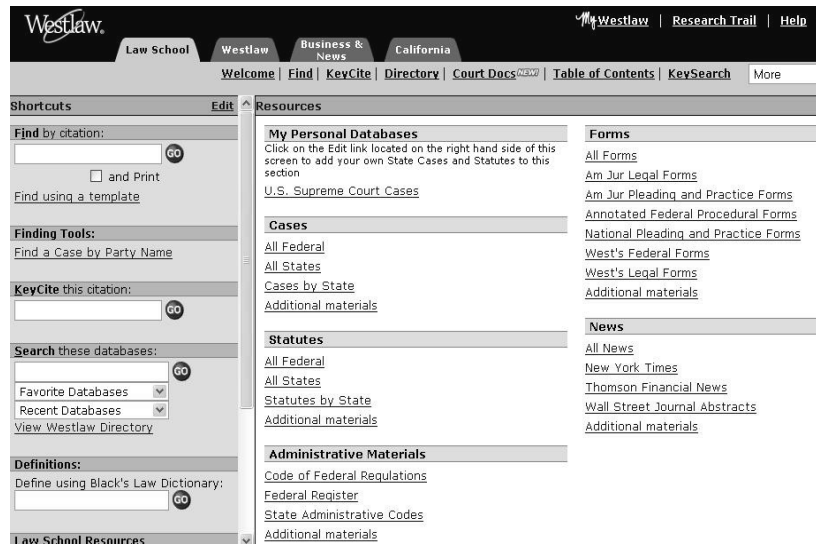 Westlaw.
My Westlaw | Research Trail | Help
Law School
Westlaw
Business &
News
California
Welcome | Find | KeyCite | Directory | Court Docs NEW! | Table of Contents | KeySearch
More
Shortcuts
Edit
Find by citation:
GO
and Print
Find using a template
Finding Tools:
Find a Case by Party Name
KeyCite this citation:
GO
Search these databases:
GO
Favorite Databases
Recent Databases
View Westlaw Directory
Definitions:
Define using Black's Law Dictionary:
GO
Law School Resources
Resources
My Personal Databases
Click on the Edit link located on the right hand side of this
screen to add your own State Cases and Statutes to this
section
U.S. Supreme Court Cases
Cases
All Federal
All States
Cases by State
Additional materials
Statutes
All Federal
All States
Statutes by State
Additional materials
Administrative Materials
Code of Federal Regulations
Federal Register
State Administrative Codes
Additional materials
Forms
All Forms
Am Jur Legal Forms
Am Jur Pleading and Practice Forms
Annotated Federal Procedural Forms
National Pleading and Practice Forms
West's Federal Forms
West's Legal Forms
Additional materials
News
All News
New York Times
Thomson Financial News
Wall Street Journal Abstracts
Additional materials